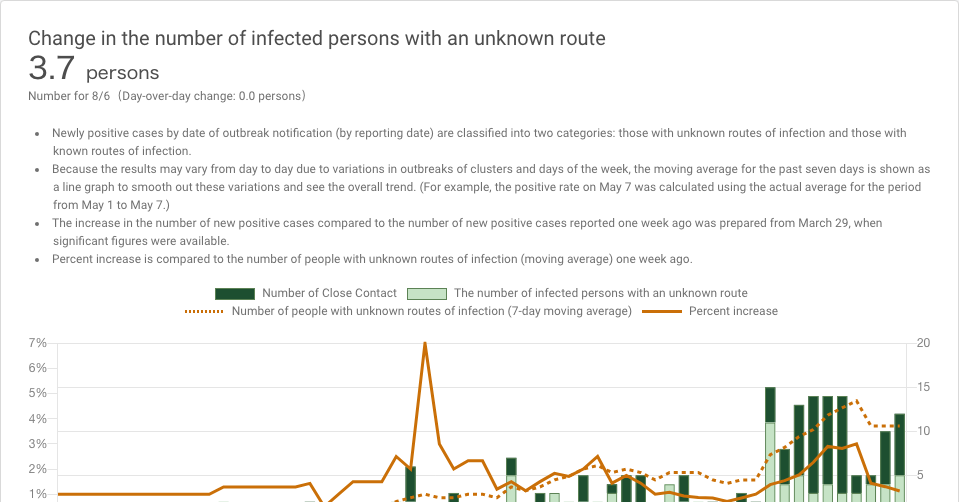 Change in the number of infected persons with an unknown route
3.7 persons
Number for 8/6（Day-over-day change: 0.0 persons）
• Newly positive cases by date of outbreak notification (by reporting date) are classified into two categories: those with unknown routes of infection and those with
known routes of infection.
• Because the results may vary from day to day due to variations in outbreaks of clusters and days of the week, the moving average for the past seven days is shown as
a line graph to smooth out these variations and see the overall trend. (For example, the positive rate on May 7 was calculated using the actual average for the period
from May 1 to May 7.)
• The increase in the number of new positive cases compared to the number of new positive cases reported one week ago was prepared from March 29, when
significant figures were available.
• Percent increase is compared to the number of people with unknown routes of infection (moving average) one week ago.
Number of Close Contact The number of infected persons with an unknown route
Number of people with unknown routes of infection (7-day moving average) Percent increase
7% 20
6%
5% 15
4%
3% 10
2%
1% 5